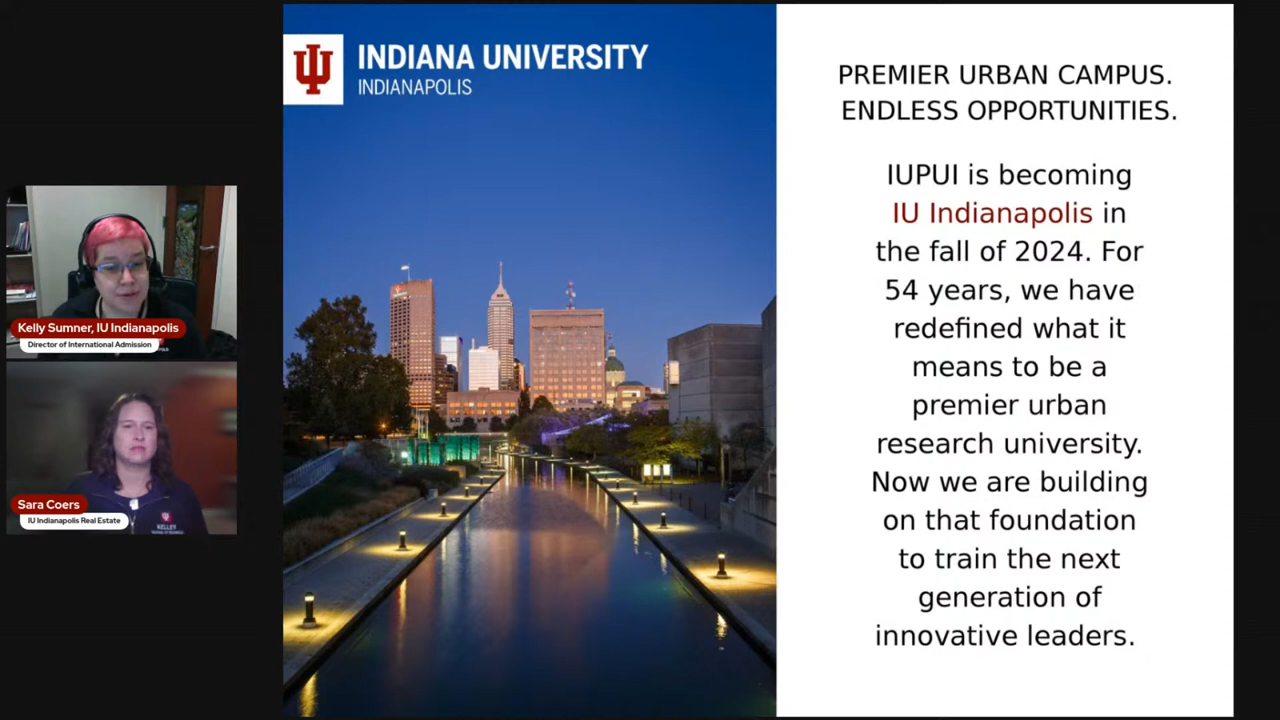 INDIANA UNIVERSITY
INDIANAPOLIS
PREMIER URBAN CAMPUS.
ENDLESS OPPORTUNITIES.
IUPUI is becoming
IU Indianapolis in
the fall of 2024. For
54 years, we have
redefined what it
means to be a
premier urban
research university.
Now we are building
on that foundation
to train the next
generation of
innovative leaders.
Kelly Sumner, IU Indianapolis
Director of International Admission
Sara Coers
IU Indianapolis Real Estate
KELLEY